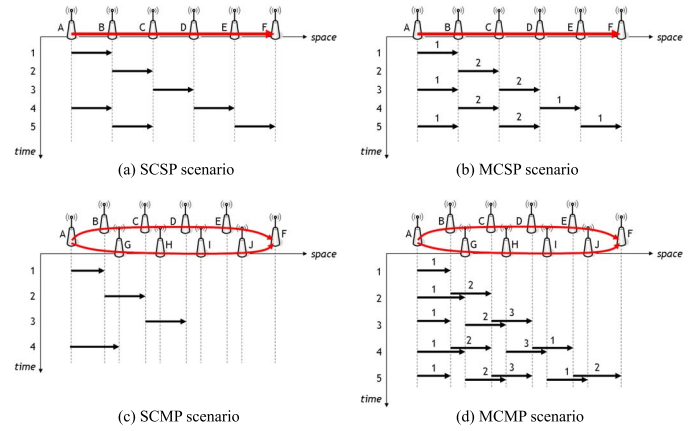 A B C D E F
space
1
2
3
4
5
time
(a) SCSP scenario
A B C D E F
space
1 1
2 2
3 1 2
4 2 1
5 1 2 1
time
(b) MCSP scenario
B C D E
A F
G H I J
space
1
2
3
4
time
(c) SCMP scenario
B C D E
A F
G H I J
space
1 1
2
2 1
1 3
3 2
2 1
4 1 3
1 3 2
5 2 1
time
(d) MCMP scenario